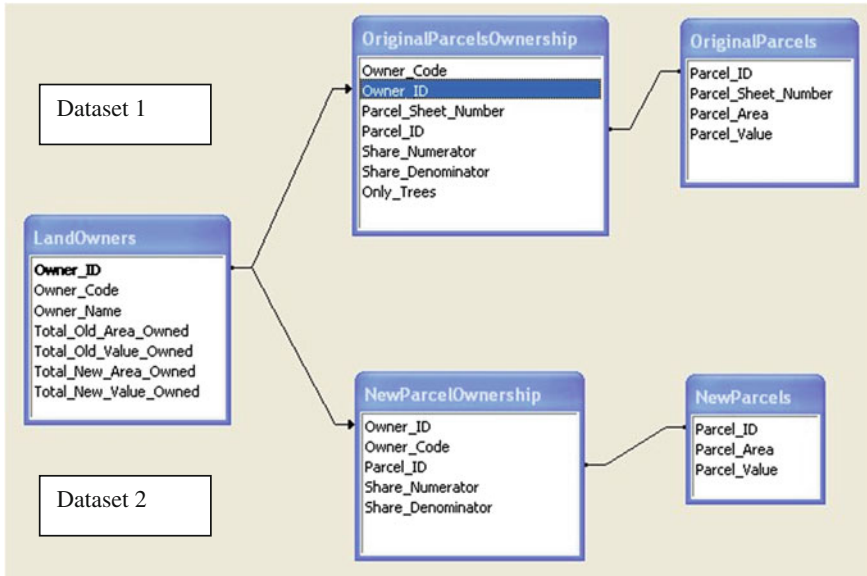 Dataset 1
OriginalParcelsOwnership
Owner_Code
Owner_ID
Parcel_Sheet_Number
Parcel_ID
Share_Numerator
Share_Denominator
Only_Trees
OriginalParcels
Parcel_ID
Parcel_Sheet_Number
Parcel_Area
Parcel_Value
LandOwners
Owner_ID
Owner_Code
Owner_Name
Total_Old_Area_Owned
Total_Old_Value_Owned
Total_New_Area_Owned
Total_New_Value_Owned
NewParcelOwnership
Owner_ID
Owner_Code
Parcel_ID
Share_Numerator
Share_Denominator
NewParcels
Parcel_ID
Parcel_Area
Parcel_Value
Dataset 2